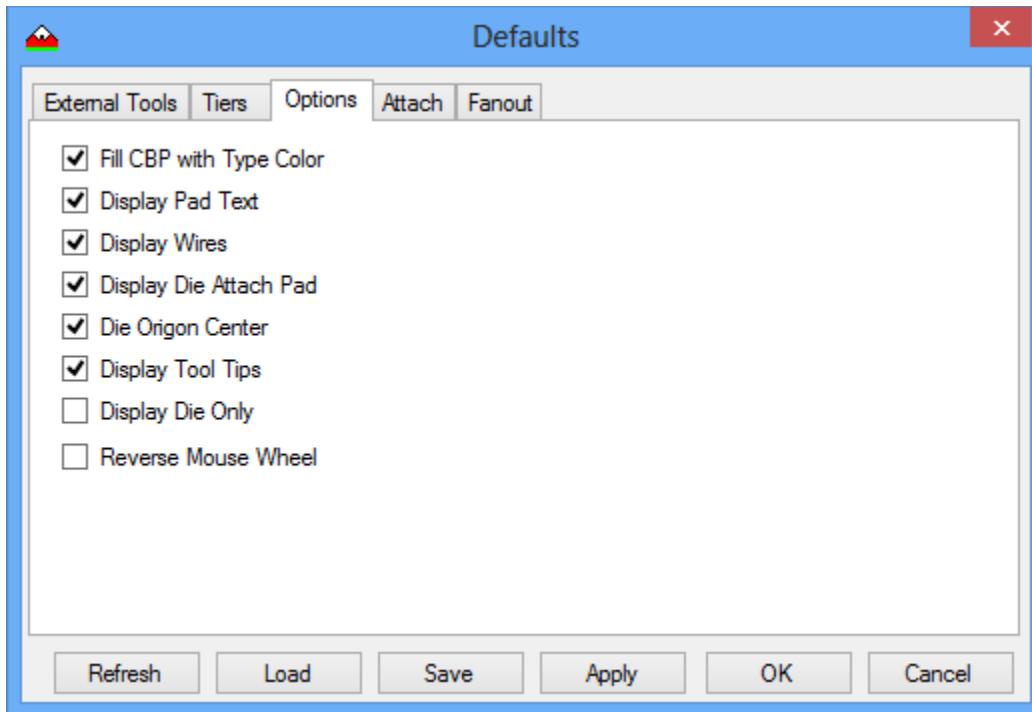 Defaults
External Tools Tiers Options Attach Fanout
Fill CBP with Type Color
Display Pad Text
Display Wires
Display Die Attach Pad
Die Origon Center
Display Tool Tips
Display Die Only
Reverse Mouse Wheel
Refresh Load Save Apply OK Cancel